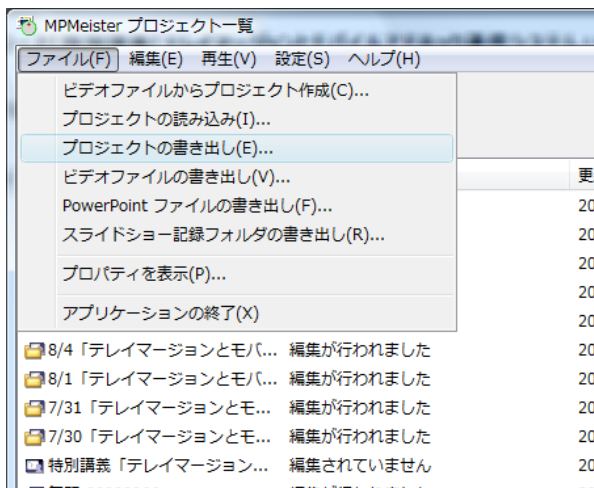 MPMeister プロジェクト一覧
ファイル(F) 編集(E) 再生(V) 設定(S) ヘルプ(H)
ビデオファイルからプロジェクト作成(C)...
プロジェクトの読み込み(I)...
プロジェクトの書き出し(E)...
ビデオファイルの書き出し(V)...
更
PowerPoint ファイルの書き出し(F)...
20
スライドショー記録フォルダの書き出し(R)...
20
20
プロパティを表示(P)...
20
アプリケーションの終了(X)
20
8/4「テレイマージョンとモバ... 編集が行われました 20
8/1「テレイマージョンとモバ... 編集が行われました 20
7/31「テレイマージョンとモ... 編集が行われました 20
7/30「テレイマージョンとモ... 編集が行われました 20
特別講義「テレイマージョン... 編集されていません 20